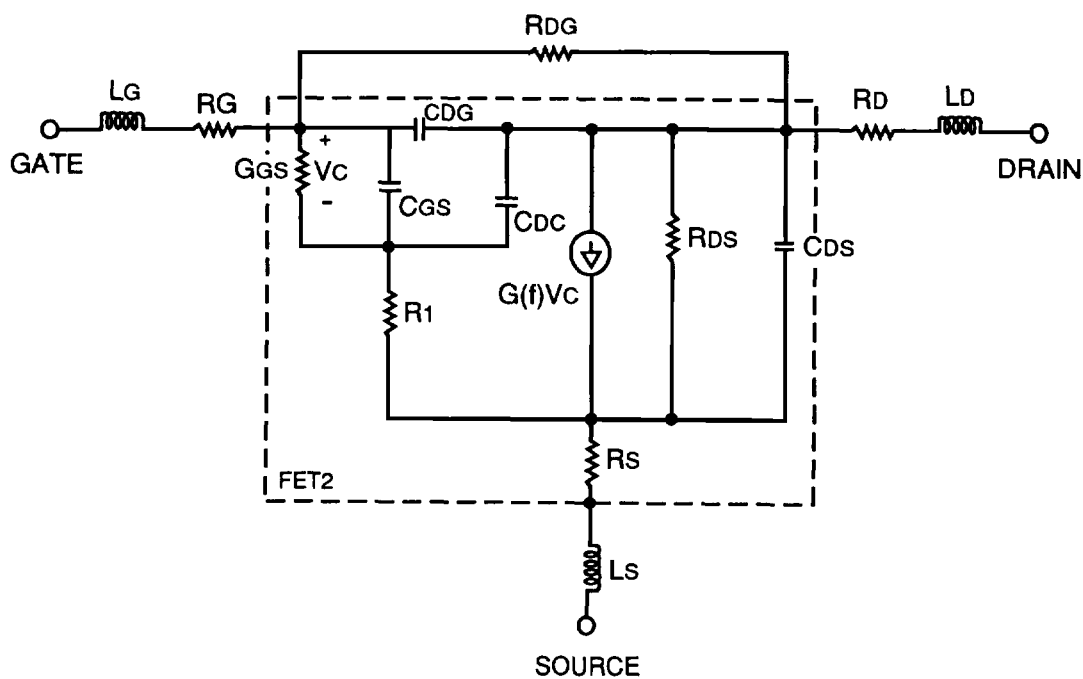 RDG
LG
RG
CDG
RD
LD
GATE
GGS
+
VC
-
CGS
CDC
RDS
CDS
DRAIN
G(f)VC
R1
RS
FET2
LS
SOURCE